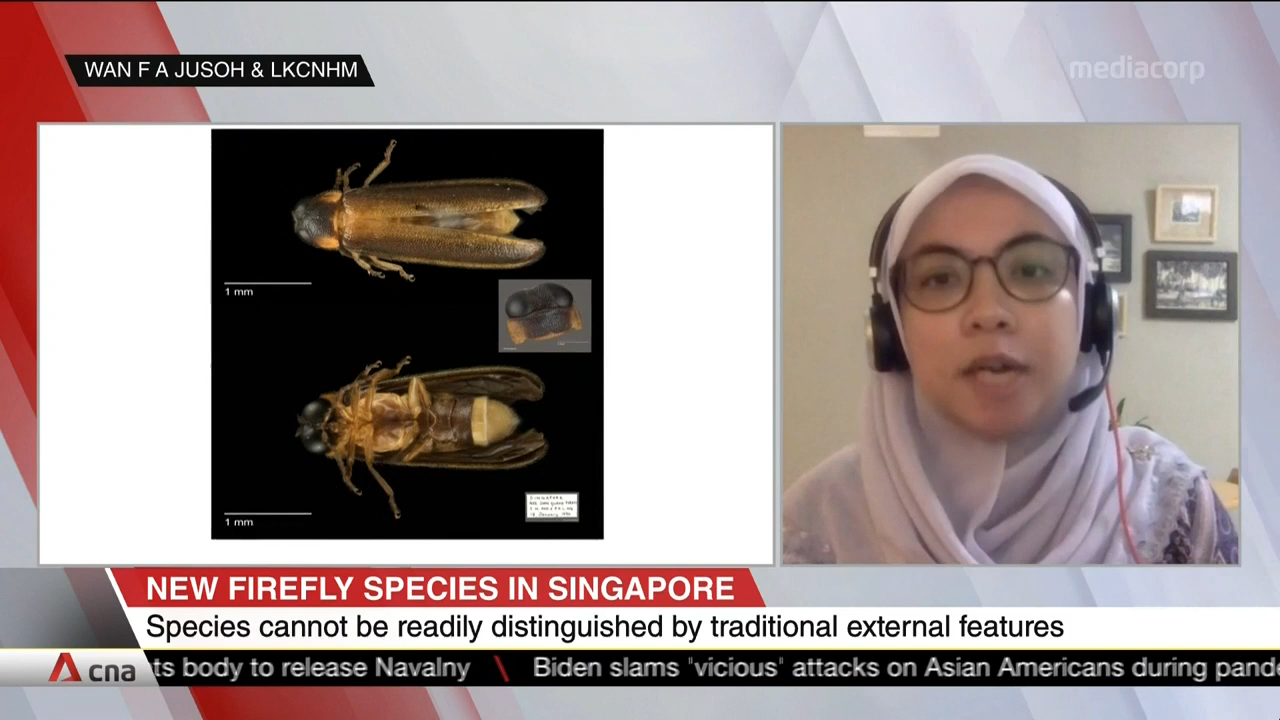 WAN F A JUSOH & LKCNHM
mediacorp
1 mm
1 mm
SINGAPORE
NEW FIREFLY SPECIES IN SINGAPORE
Species cannot be readily distinguished by traditional external features
cna
ts body to release Navalny \ Biden slams "vicious" attacks on Asian Americans during pande